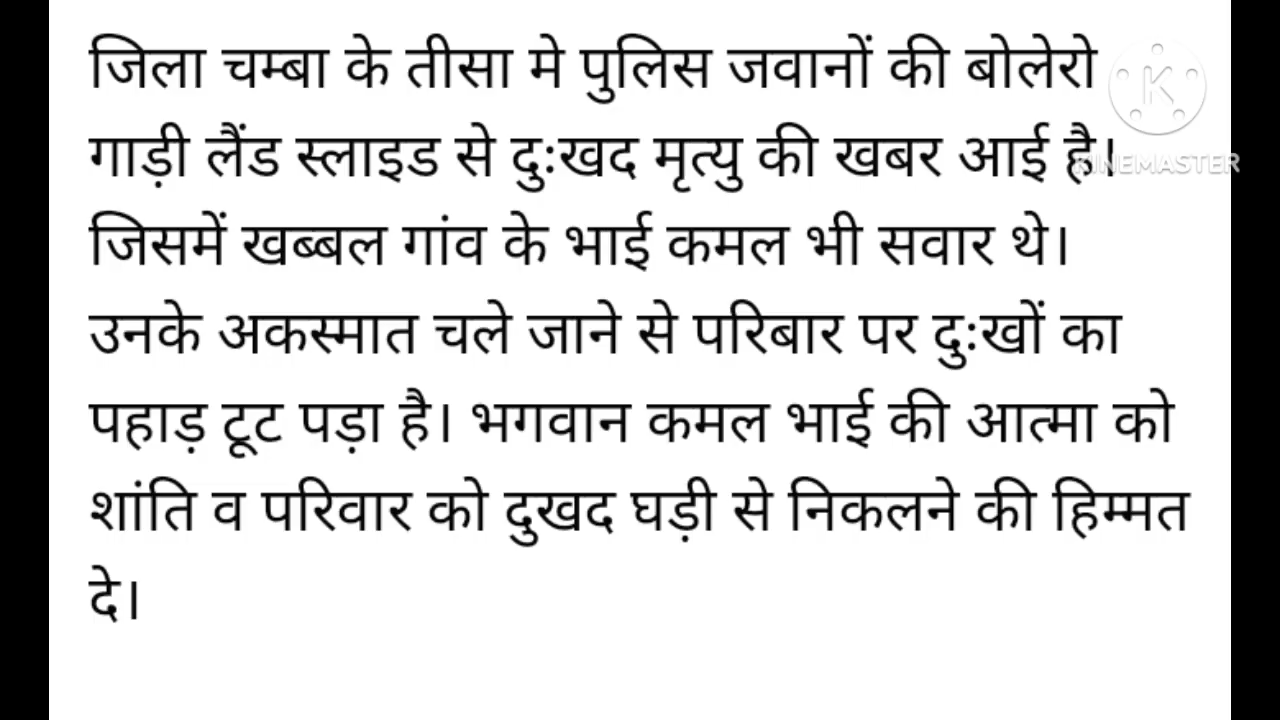 जिला चम्बा के तीसा मे पुलिस जवानों की बोलेरो
गाड़ी लैंड स्लाइड से दुःखद मृत्यु की खबर आई है।
जिसमें खब्बल गांव के भाई कमल भी सवार थे।
उनके अकस्मात चले जाने से परिबार पर दुःखों का
पहाड़ टूट पड़ा है। भगवान कमल भाई की आत्मा को
शांति व परिवार को दुखद घड़ी से निकलने की हिम्मत
दे।
K
KINEMASTER